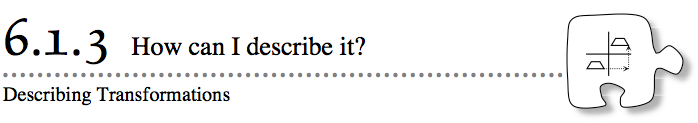 6.1.3 How can I describe it?
Describing Transformations